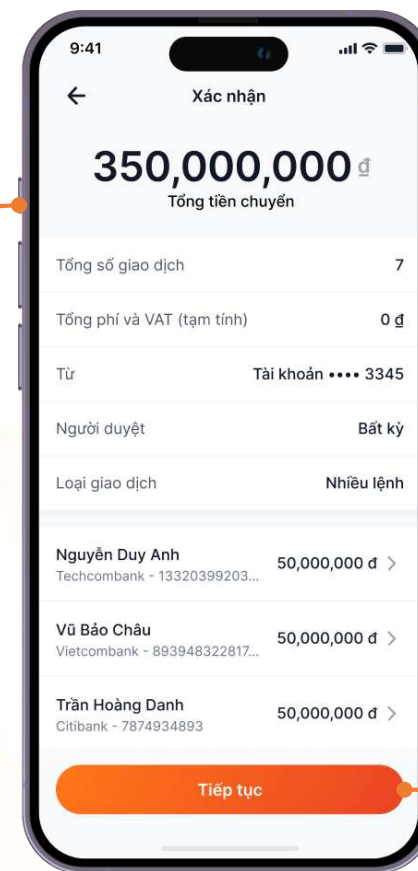 9:41
Xác nhận
350,000,000 đ
Tổng tiền chuyển
Tổng số giao dịch 7
Tổng phí và VAT (tạm tính) 0 ₫
Từ Tài khoản •••• 3345
Người duyệt Bất kỳ
Loại giao dịch Nhiều lệnh
Nguyễn Duy Anh 50,000,000 đ
Techcombank - 13320399203...
Vũ Bảo Châu 50,000,000 đ
Vietcombank - 893948322817...
Trần Hoàng Danh 50,000,000 đ
Citibank - 7874934893
Tiếp tục